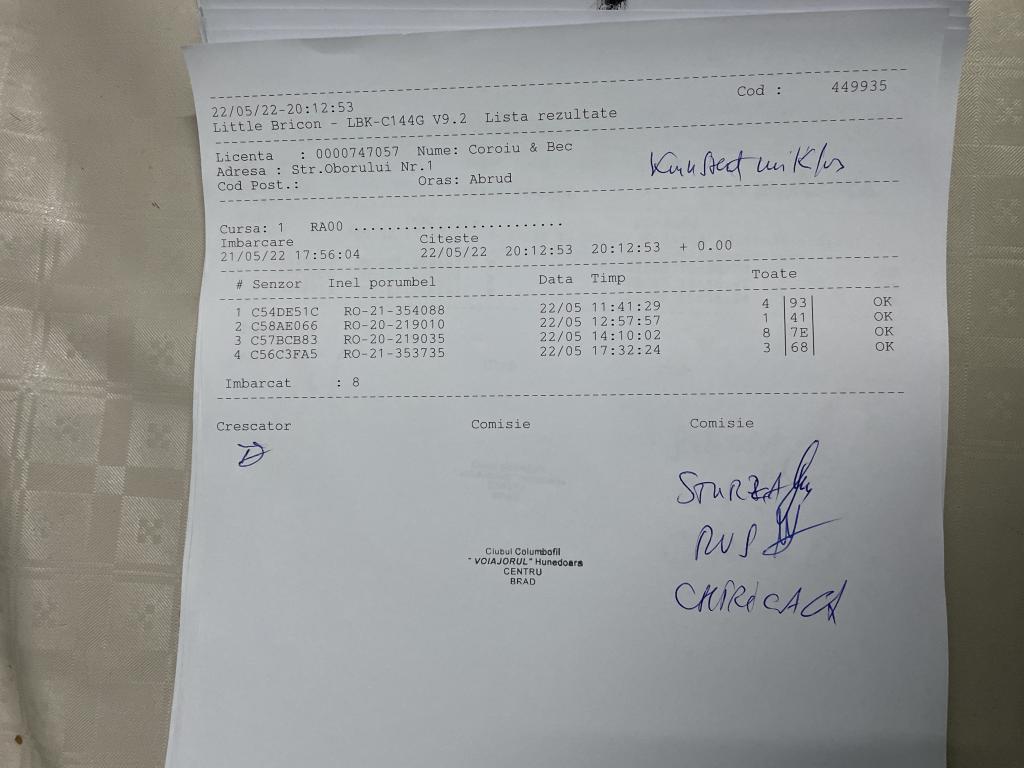 22/05/22-20:12:53 Cod : 449935
Little Bricon - LBK-C144G V9.2 Lista rezultate
Licenta : 0000747057 Nume: Coroiu & Bec
Adresa : Str.Oborului Nr.1
Cod Post.: Oras: Abrud
Cursa: 1 RA00 .........................
Imbarcare Citeste
21/05/22 17:56:04 22/05/22 20:12:53 20:12:53 + 0.00
# Senzor Inel porumbel Data Timp Toate
1 C54DE51C RO-21-354088 22/05 11:41:29 4 |93| OK
2 C58AE066 RO-20-219010 22/05 12:57:57 1 |41| OK
3 C57BCB83 RO-20-219035 22/05 14:10:02 8 |7E| OK
4 C56C3FA5 RO-21-353735 22/05 17:32:24 3 |68| OK
Imbarcat : 8
Crescator Comisie Comisie
STURZA
RUS
Clubul Columbofil
"VOIAJORUL" Hunedoara
CENTRU
BRAD